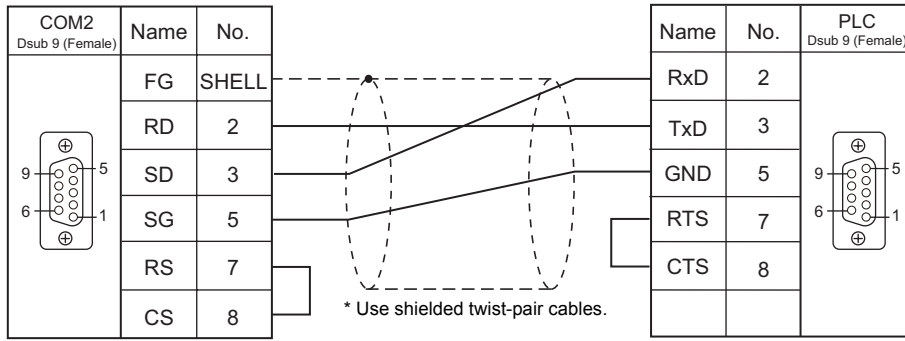 COM2
Dsub 9 (Female)
Name
No.
FG
SHELL
RD
2
SD
3
SG
5
RS
7
CS
8
9
5
6
1
* Use shielded twist-pair cables.
Name
No.
PLC
Dsub 9 (Female)
RxD
2
TxD
3
GND
5
RTS
7
CTS
8
9
5
6
1